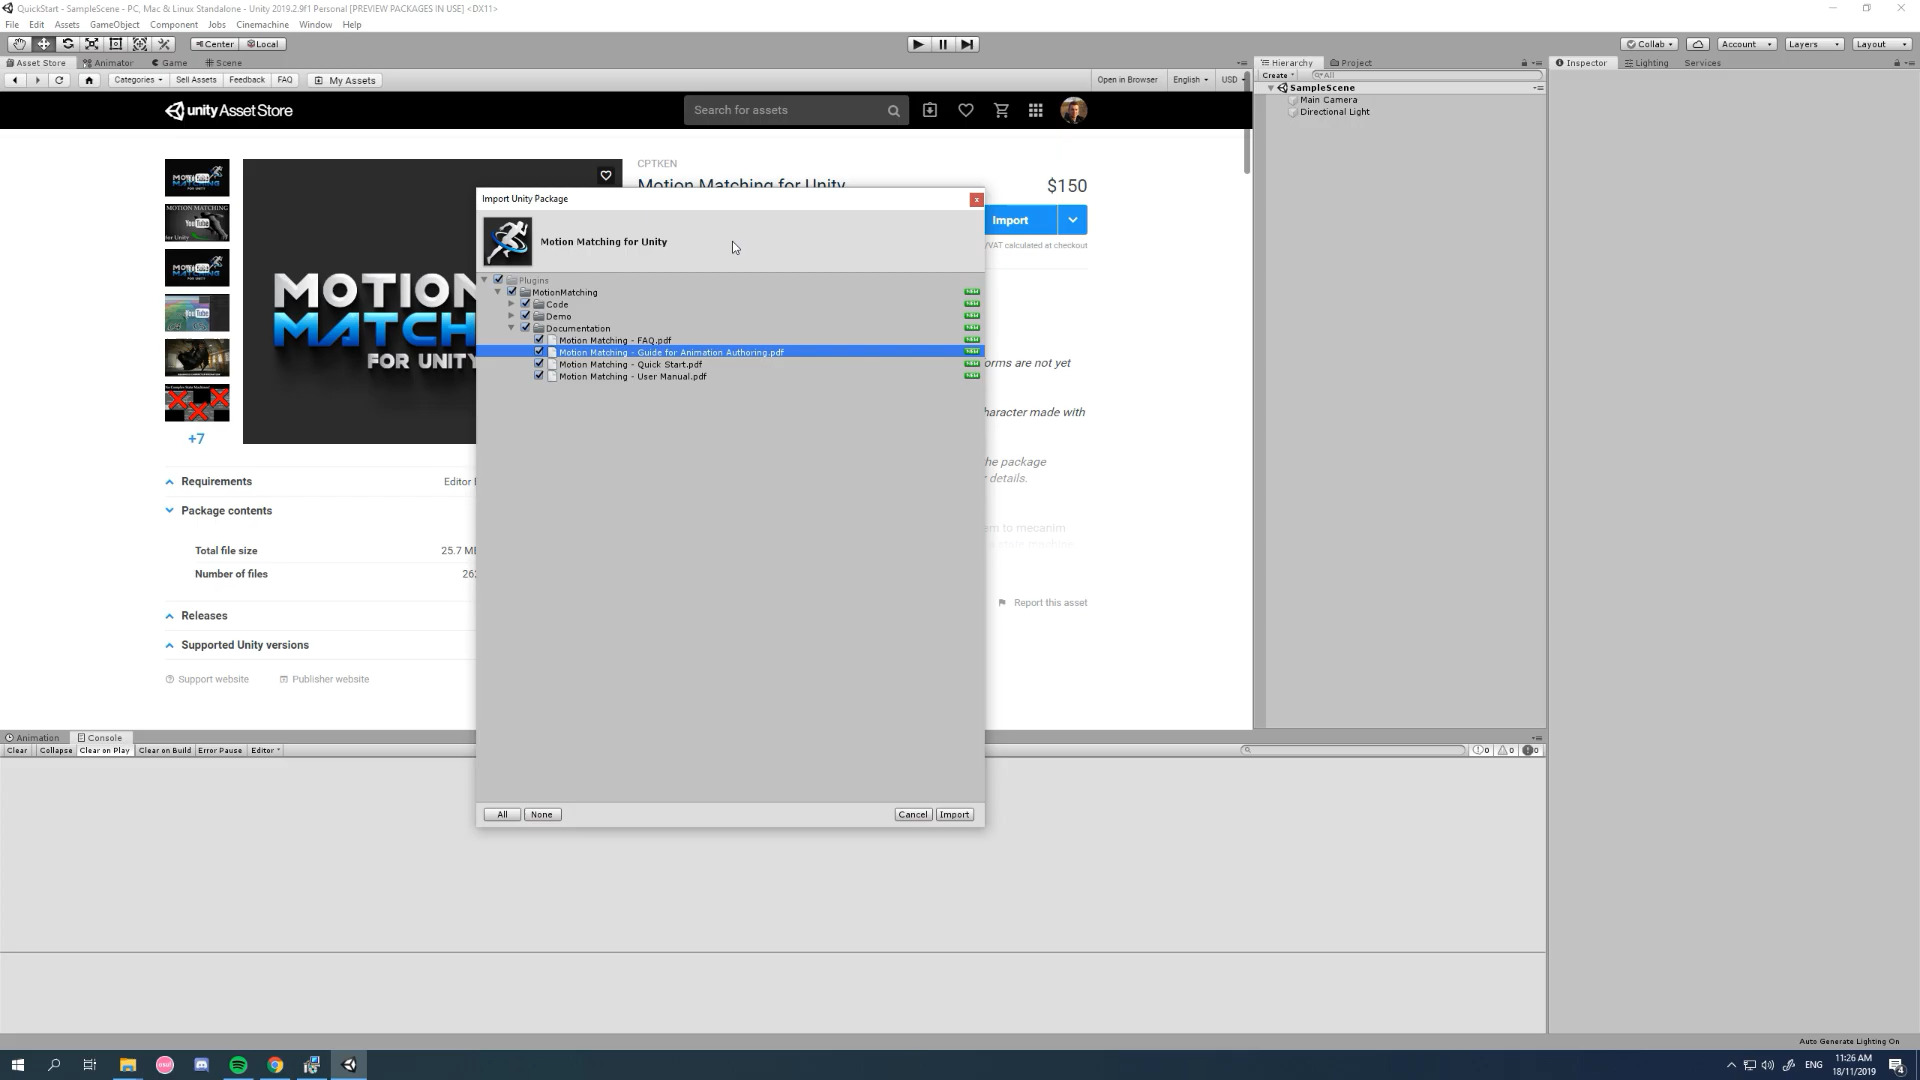 QuickStart - SampleScene - PC, Mac & Linux Standalone - Unity 2019.2.9f1 Personal [PREVIEW PACKAGES IN USE] <DX11>
File Edit Assets GameObject Component Jobs Cinemachine Window Help
Center Local
Collab Account Layers Layout
Asset Store Animator Game Scene
Hierarchy Project
Inspector Lighting Services
Categories Sell Assets Feedback FAQ My Assets
Open in Browser English USD
Create All
SampleScene
Main Camera
Directional Light
unity Asset Store
Search for assets
CPTKEN
Motion Matching for Unity
$150
Import
/VAT calculated at checkout
MOTION
MATCH
FOR UNITY
+7
orms are not yet
haracter made with
he package
details.
em to mecanim
Requirements
Editor
Package contents
Total file size
25.7 M
Number of files
Releases
Supported Unity versions
Support website Publisher website
Report this asset
Import Unity Package
Motion Matching for Unity
Plugins
MotionMatching
Code
Demo
Documentation
Motion Matching - FAQ.pdf
Motion Matching - Guide for Animation Authoring.pdf
Motion Matching - Quick Start.pdf
Motion Matching - User Manual.pdf
All None
Cancel Import
Animation Console
Clear Collapse Clear on Play Clear on Build Error Pause Editor
0 0 0
Auto Generate Lighting On
ENG
11:26 AM
18/11/2019
4